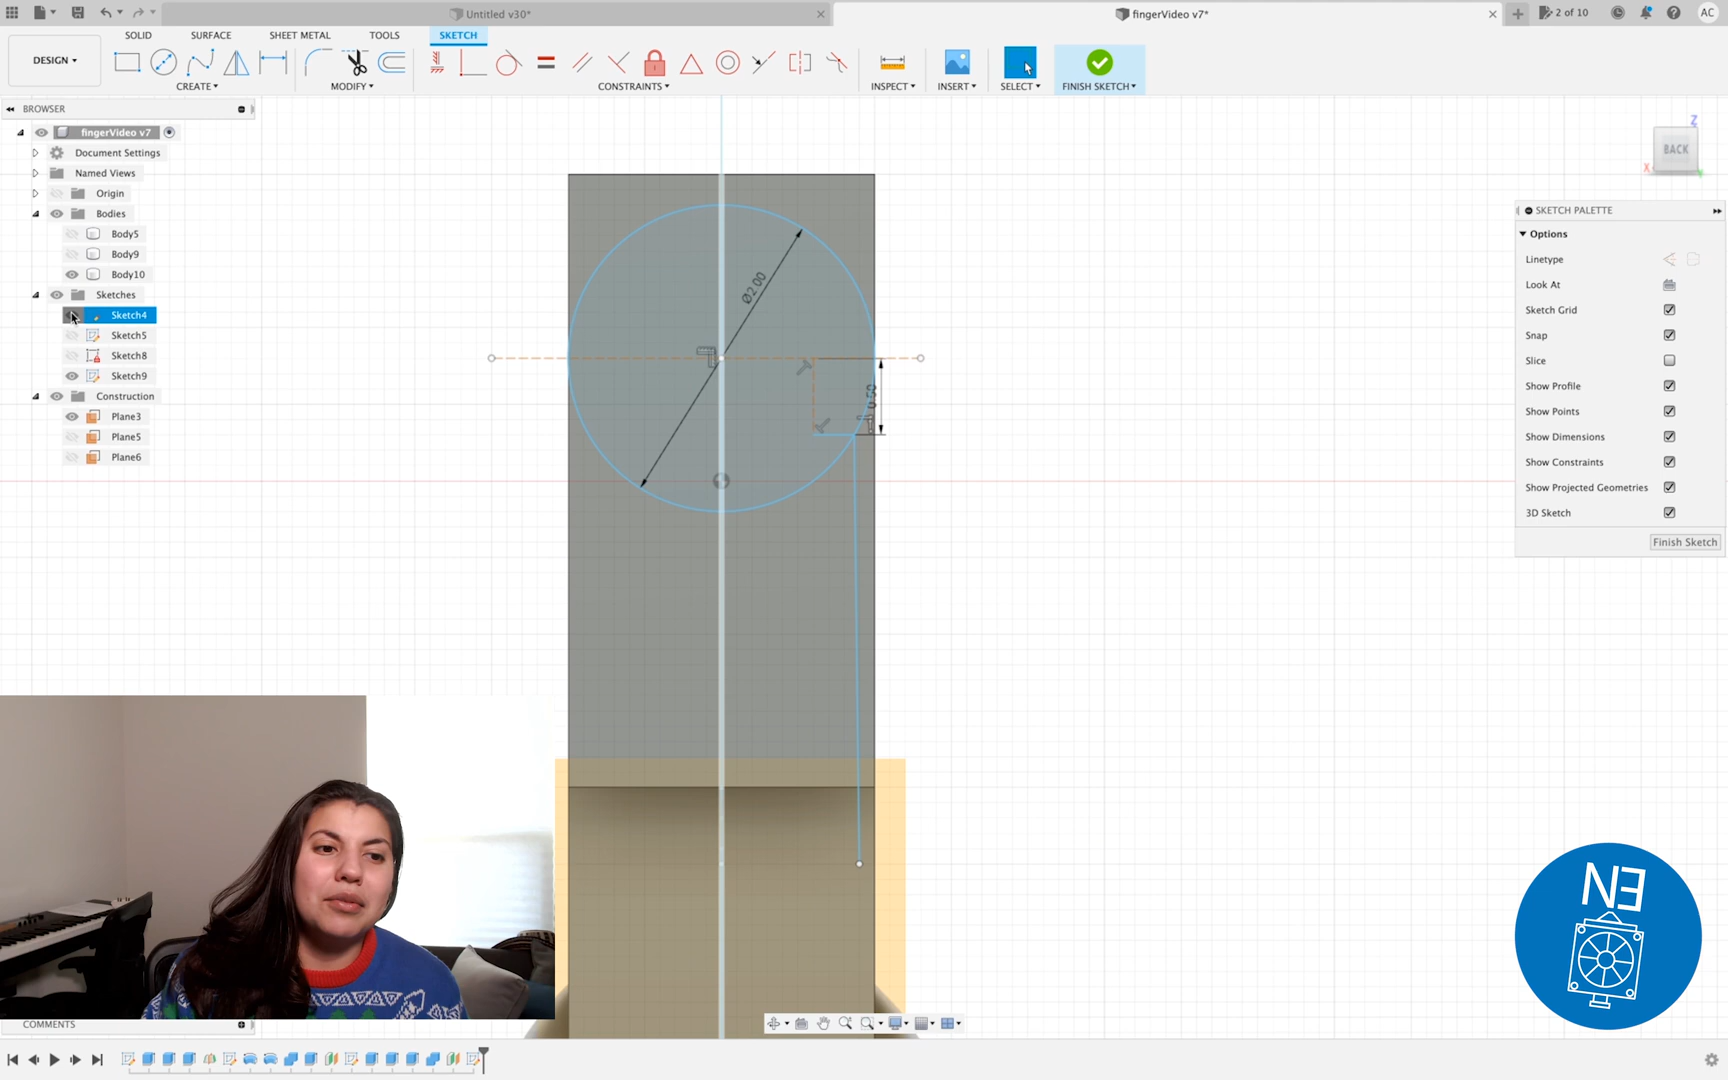 Untitled v30*
fingerVideo v7*
2 of 10
AC
DESIGN
SOLID
SURFACE
SHEET METAL
TOOLS
SKETCH
CREATE
MODIFY
CONSTRAINTS
INSPECT
INSERT
SELECT
FINISH SKETCH
BROWSER
fingerVideo v7
Document Settings
Named Views
Origin
Bodies
Body5
Body9
Body10
Sketches
Sketch4
Sketch5
Sketch8
Sketch9
Construction
Plane3
Plane5
Plane6
Z
BACK
X
Ø2.00
SKETCH PALETTE
Options
Linetype
Look At
Sketch Grid
Snap
Slice
Show Profile
Show Points
Show Dimensions
Show Constraints
Show Projected Geometries
3D Sketch
Finish Sketch
COMMENTS